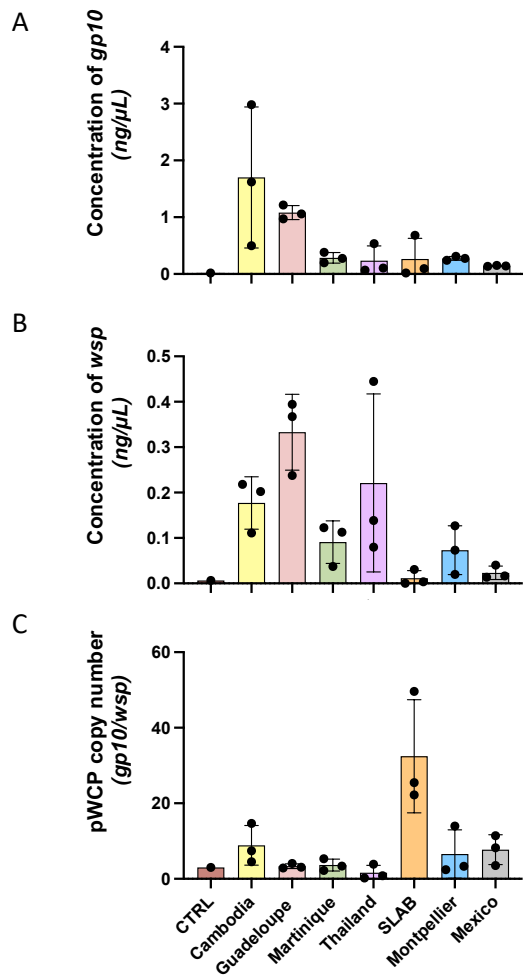 A
Concentration of gp10
(ng/µL)
4
3
2
1
0
B
Concentration of wsp
(ng/µL)
0.5
0.4
0.3
0.2
0.1
0.0
C
pWCP copy number
(gp10/wsp)
60
40
20
0
CTRL
Cambodia
Guadeloupe
Martinique
Thailand
SLAB
Montpellier
Mexico